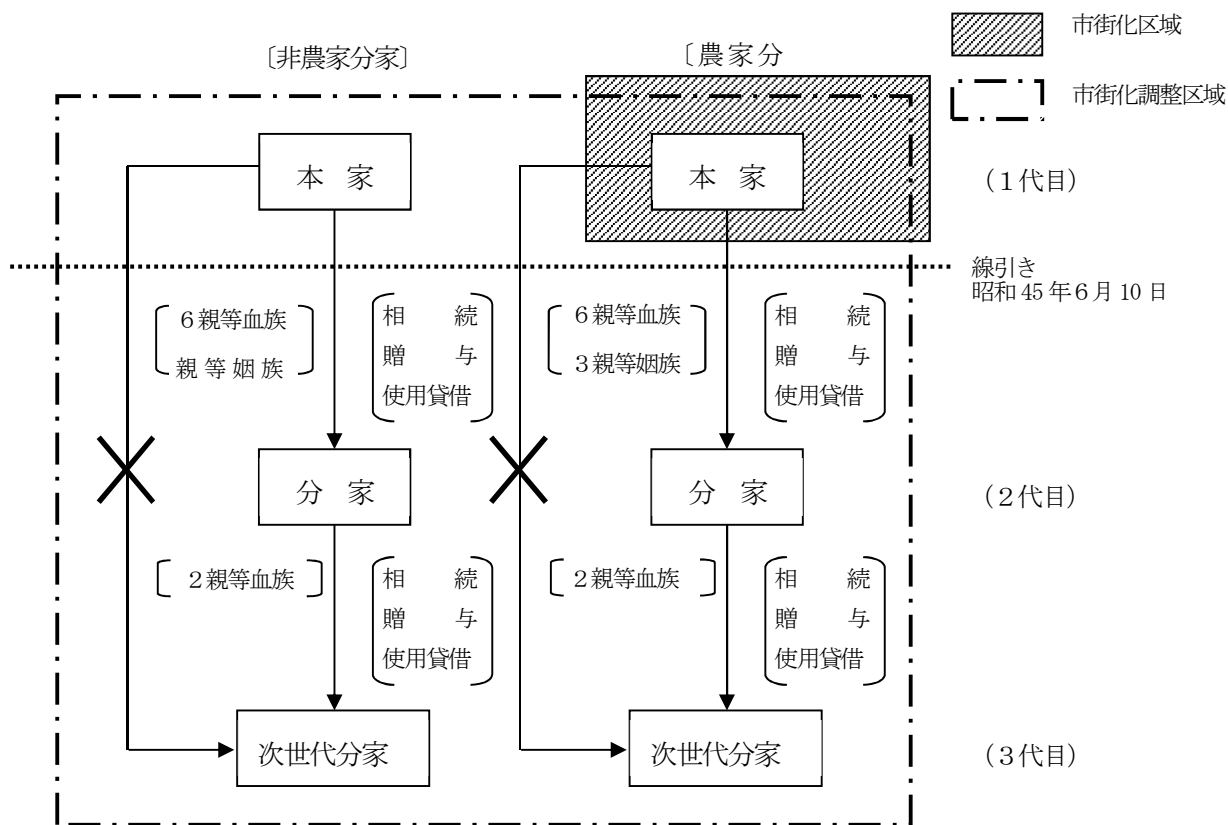 市街化区域
〔非農家分家〕
〔農家分
市街化調整区域
本 家
本 家
(1代目)
線引き
昭和45年6月10日
6親等血族
親等姻族
相 続
贈 与
使用貸借
6親等血族
3親等姻族
相 続
贈 与
使用貸借
分 家
分 家
(2代目)
2親等血族
相 続
贈 与
使用貸借
2親等血族
相 続
贈 与
使用貸借
次世代分家
次世代分家
(3代目)